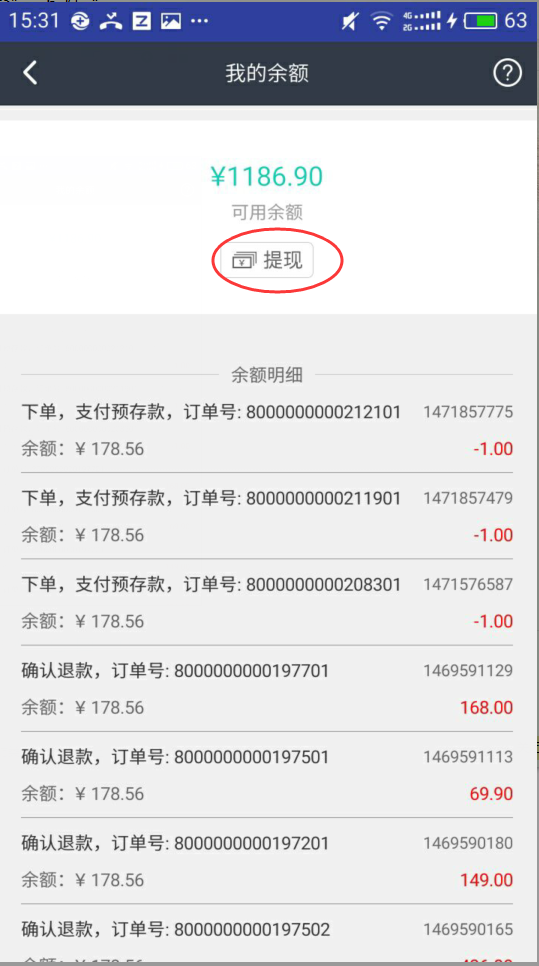 15:31 4G 2G 63
我的余额
¥1186.90
可用余额
提现
余额明细
下单，支付预存款，订单号: 8000000000212101 1471857775
余额：¥ 178.56 -1.00
下单，支付预存款，订单号: 8000000000211901 1471857479
余额：¥ 178.56 -1.00
下单，支付预存款，订单号: 8000000000208301 1471576587
余额：¥ 178.56 -1.00
确认退款，订单号: 8000000000197701 1469591129
余额：¥ 178.56 168.00
确认退款，订单号: 8000000000197501 1469591113
余额：¥ 178.56 69.90
确认退款，订单号: 8000000000197201 1469590180
余额：¥ 178.56 149.00
确认退款，订单号: 8000000000197502 1469590165